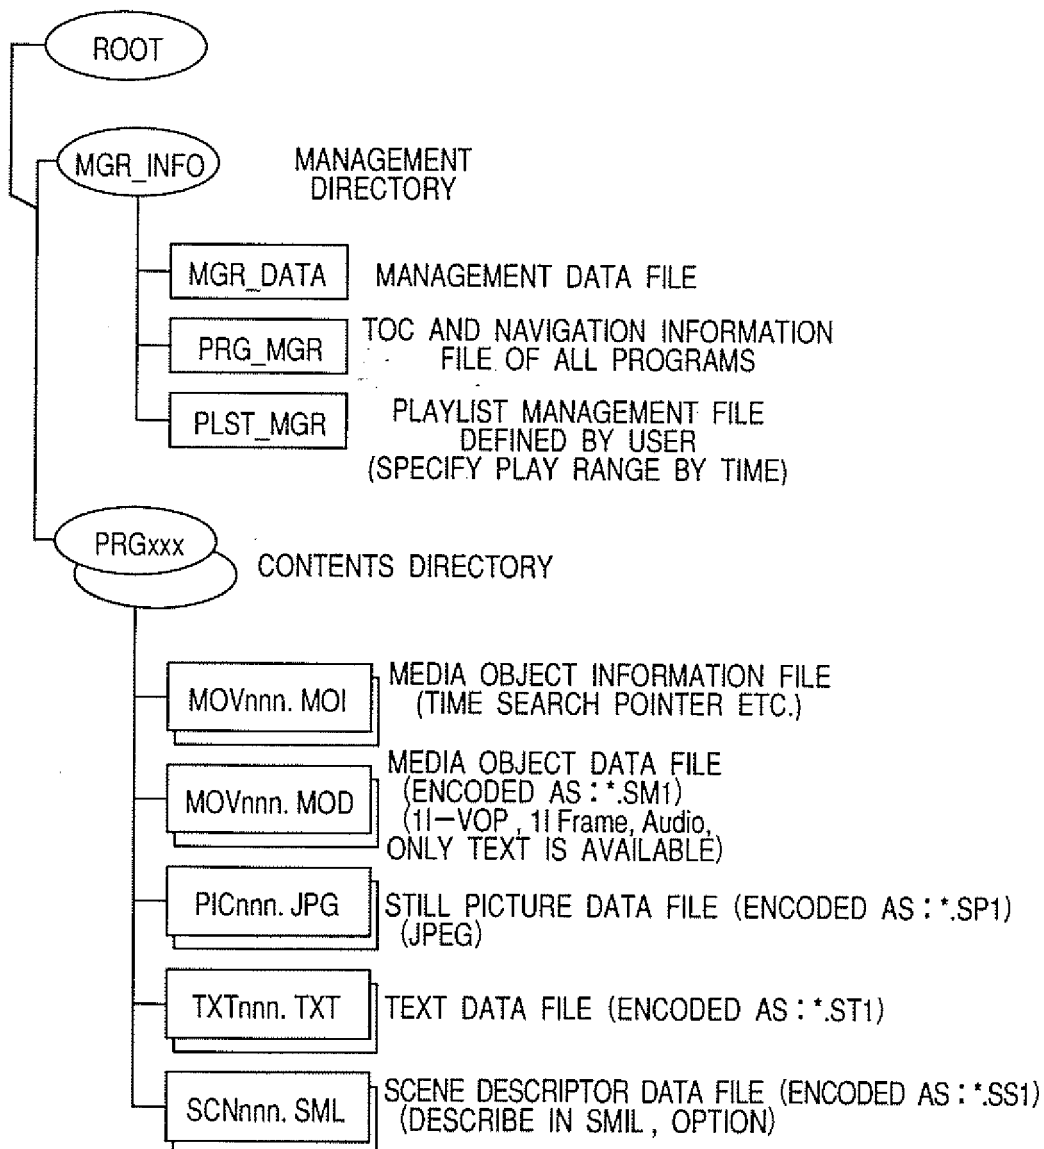 ROOT
MGR_INFO
MANAGEMENT
DIRECTORY
MGR_DATA
MANAGEMENT DATA FILE
PRG_MGR
TOC AND NAVIGATION INFORMATION
FILE OF ALL PROGRAMS
PLST_MGR
PLAYLIST MANAGEMENT FILE
DEFINED BY USER
(SPECIFY PLAY RANGE BY TIME)
PRGxxx
CONTENTS DIRECTORY
MOVnnn. MOI
MEDIA OBJECT INFORMATION FILE
(TIME SEARCH POINTER ETC.)
MOVnnn. MOD
MEDIA OBJECT DATA FILE
(ENCODED AS : *.SM1)
(1I-VOP , 1I Frame, Audio,
ONLY TEXT IS AVAILABLE)
PICnnn. JPG
STILL PICTURE DATA FILE (ENCODED AS : *.SP1)
(JPEG)
TXTnnn. TXT
TEXT DATA FILE (ENCODED AS : *.ST1)
SCNnnn. SML
SCENE DESCRIPTOR DATA FILE (ENCODED AS : *.SS1)
(DESCRIBE IN SMIL , OPTION)